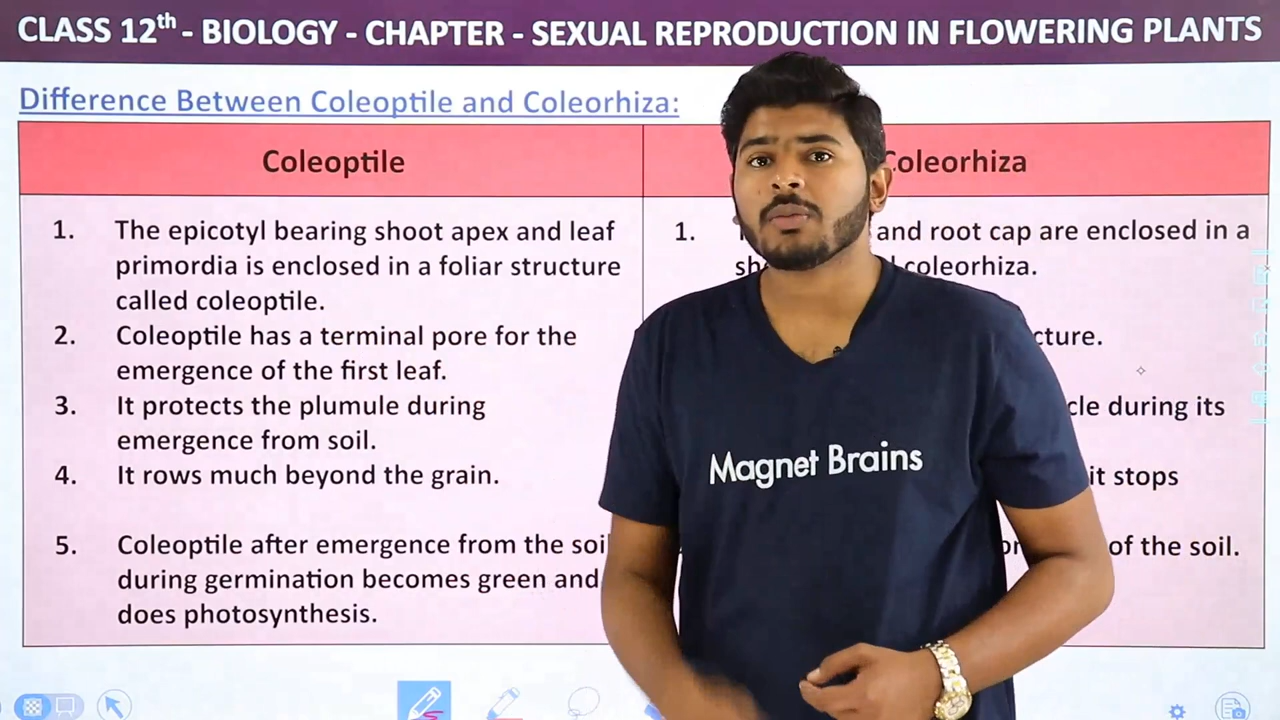 CLASS 12th - BIOLOGY - CHAPTER - SEXUAL REPRODUCTION IN FLOWERING PLANTS
Difference Between Coleoptile and Coleorhiza:
Coleoptile
Coleorhiza
1. The epicotyl bearing shoot apex and leaf
primordia is enclosed in a foliar structure
called coleoptile.
2. Coleoptile has a terminal pore for the
emergence of the first leaf.
3. It protects the plumule during
emergence from soil.
4. It rows much beyond the grain.
5. Coleoptile after emergence from the soil
during germination becomes green and
does photosynthesis.
1. and root cap are enclosed in a
coleorhiza.
during its
it stops
of the soil.
Magnet Brains